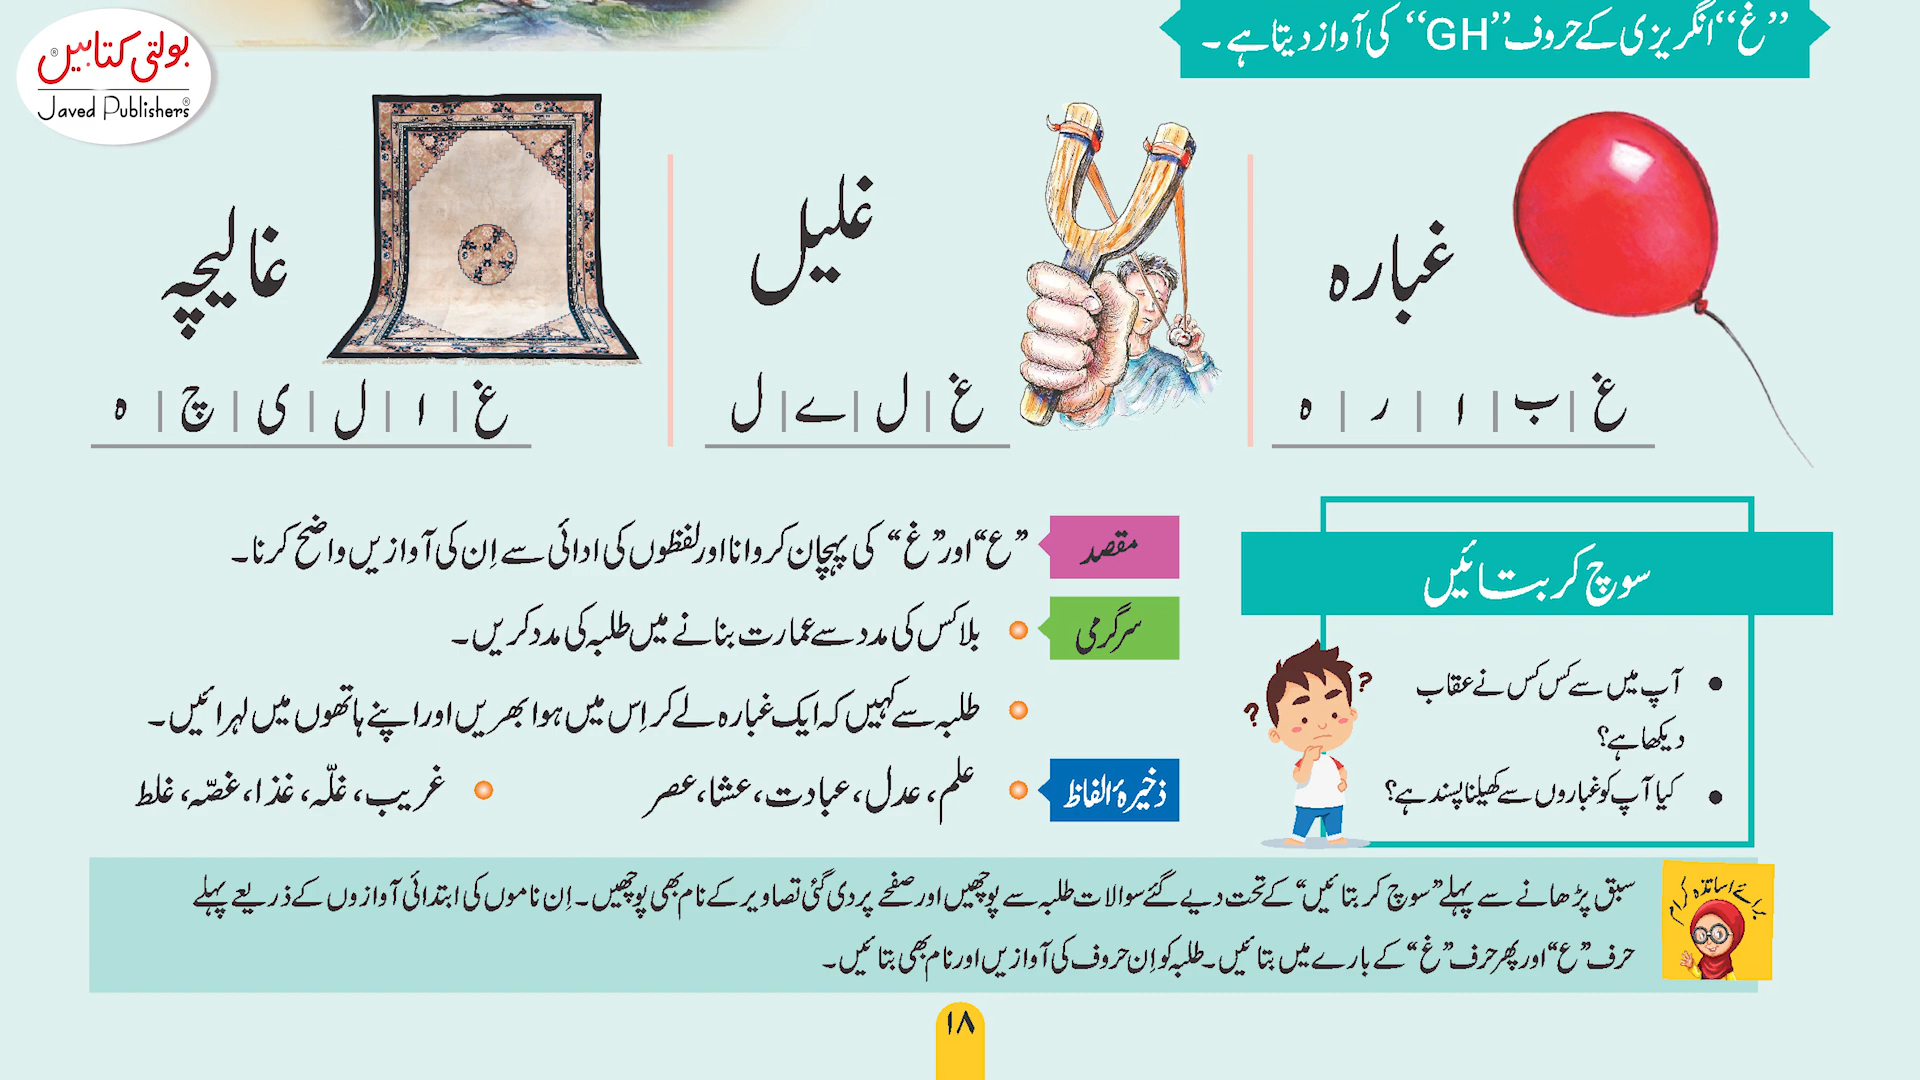 ”غ“ انگریزی کے حروف ”GH“ کی آواز دیتا ہے۔
بولتی کتابیں®
Javed Publishers®
غبارہ
غلیل
غالیچہ
غ | ب | ا | ر | ہ
غ | ل | ے | ل
غ | ا | ل | ی | چ | ہ
سوچ کر بتائیں
آپ میں سے کس کس نے عقاب
دیکھا ہے؟
کیا آپ کو غباروں سے کھیلنا پسند ہے؟
مقصد
”ع“ اور ”غ“ کی پہچان کروانا اور لفظوں کی ادائی سے اِن کی آوازیں واضح کرنا۔
سرگرمی
بلاکس کی مدد سے عمارت بنانے میں طلبہ کی مدد کریں۔
طلبہ سے کہیں کہ ایک غبارہ لے کر اِس میں ہوا بھریں اور اپنے ہاتھوں میں لہرائیں۔
ذخیرۂ الفاظ
علم، عدل، عبادت، عشا، عصر
غریب، غلّہ، غذا، غصّہ، غلط
برائے اساتذہ کرام
سبق پڑھانے سے پہلے ”سوچ کر بتائیں“ کے تحت دیے گئے سوالات طلبہ سے پوچھیں اور صفحے پر دی گئی تصاویر کے نام بھی پوچھیں۔ اِن ناموں کی ابتدائی آوازوں کے ذریعے پہلے
حرف ”ع“ اور پھر حرف ”غ“ کے بارے میں بتائیں۔ طلبہ کو اِن حروف کی آوازیں اور نام بھی بتائیں۔
۱۸